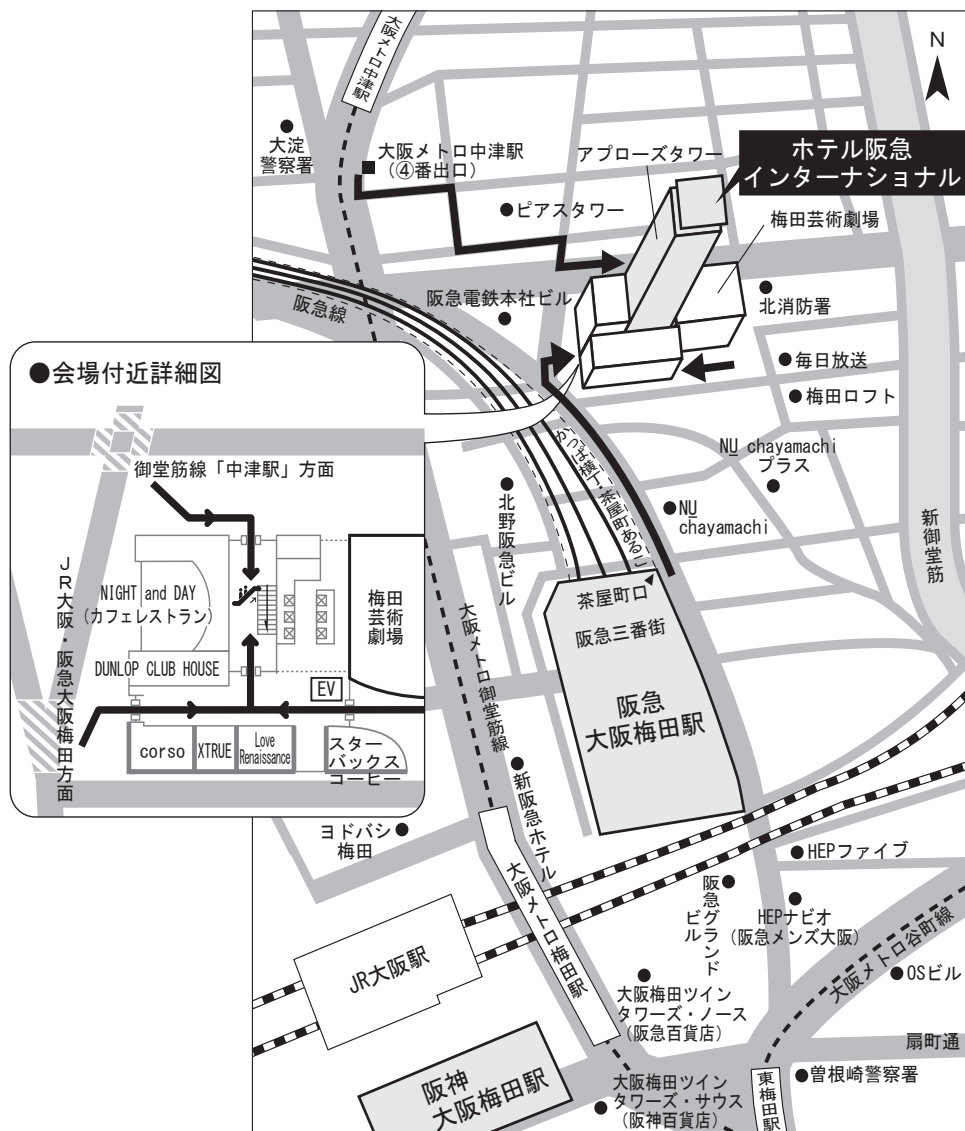 N
大阪メトロ中津駅
大淀
警察署
大阪メトロ中津駅
(④番出口)
アプローズタワー
ホテル阪急
インターナショナル
ピアスタワー
梅田芸術劇場
阪急線
阪急電鉄本社ビル
北消防署
毎日放送
梅田ロフト
NU chayamachi
プラス
NU
chayamachi
かっぱ横丁・茶屋町あるこ
北野阪急ビル
新御堂筋
茶屋町口
阪急三番街
阪急
大阪梅田駅
●会場付近詳細図
御堂筋線「中津駅」方面
JR大阪・阪急大阪梅田方面
NIGHT and DAY
(カフェレストラン)
DUNLOP CLUB HOUSE
梅田
芸術
劇場
EV
corso
XTRUE
Love
Renaissance
スター
バックス
コーヒー
大阪メトロ御堂筋線
新阪急ホテル
ヨドバシ
梅田
大阪メトロ梅田駅
HEPファイブ
阪急グランド
ビル
HEPナビオ
(阪急メンズ大阪)
大阪メトロ谷町線
OSビル
JR大阪駅
大阪梅田ツイン
タワーズ・ノース
(阪急百貨店)
扇町通
阪神
大阪梅田駅
大阪梅田ツイン
タワーズ・サウス
(阪神百貨店)
東梅田駅
曽根崎警察署